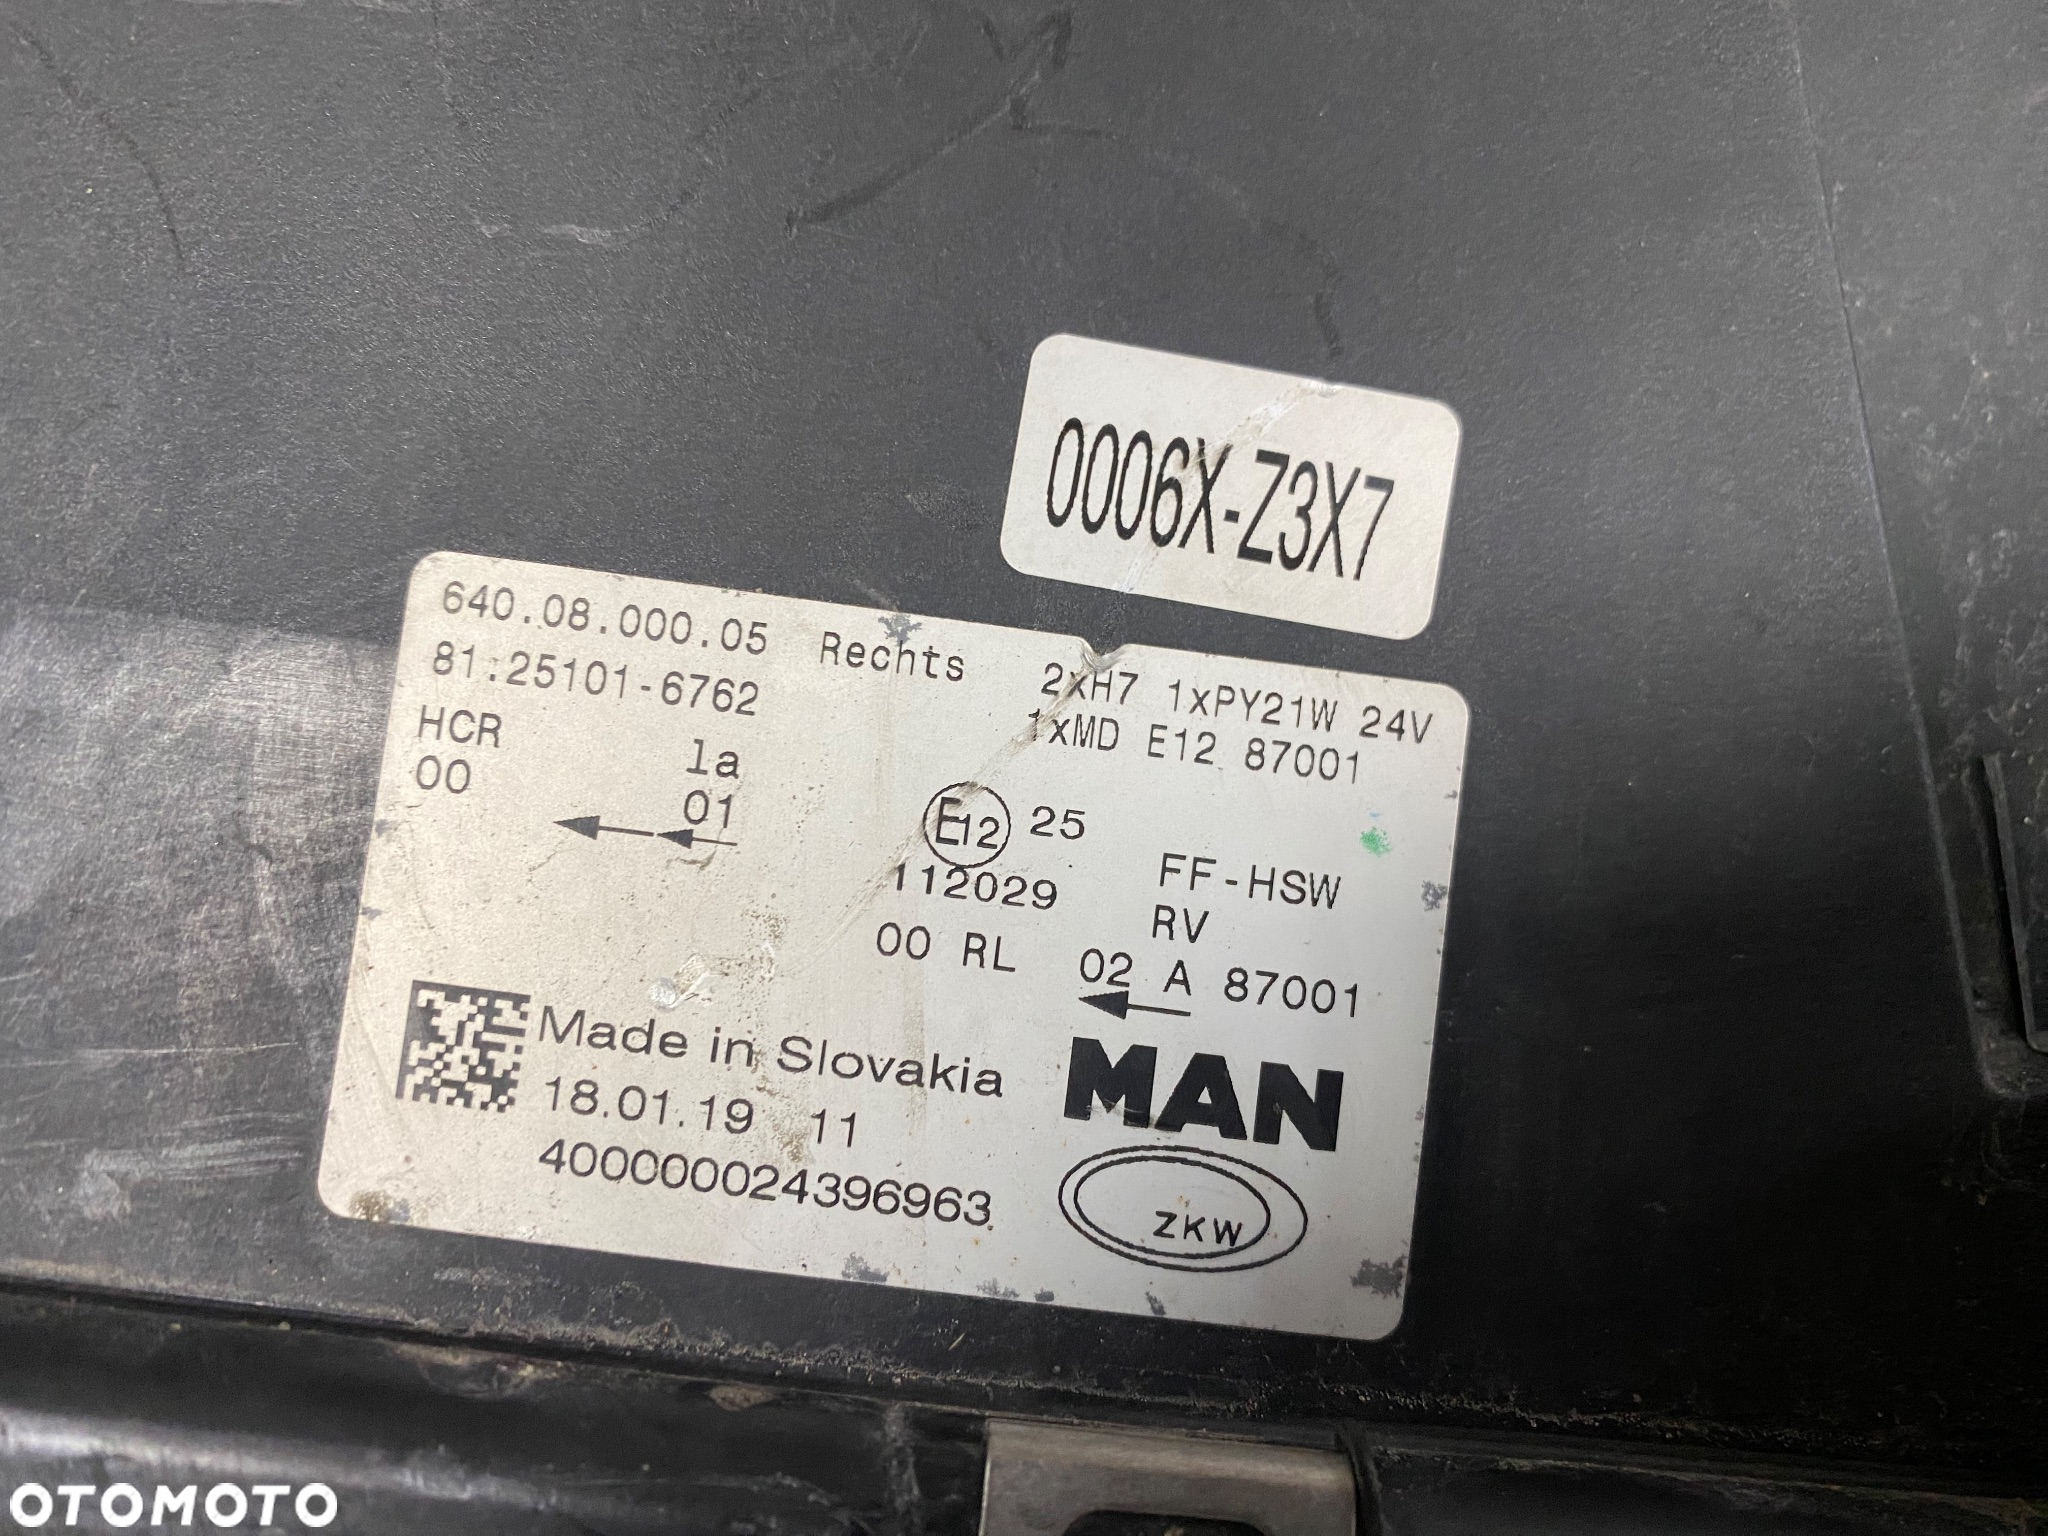 0006X-Z3X7
640.08.000.05 Rechts 2xH7 1xPY21W 24V
81.25101-6762 1xMD E12 87001
HCR 1a
00 01
E12 25
112029 FF-HSW
RV
00 RL 02 A 87001
Made in Slovakia
18.01.19 11
MAN
400000024396963
ZKW
OTOMOTO